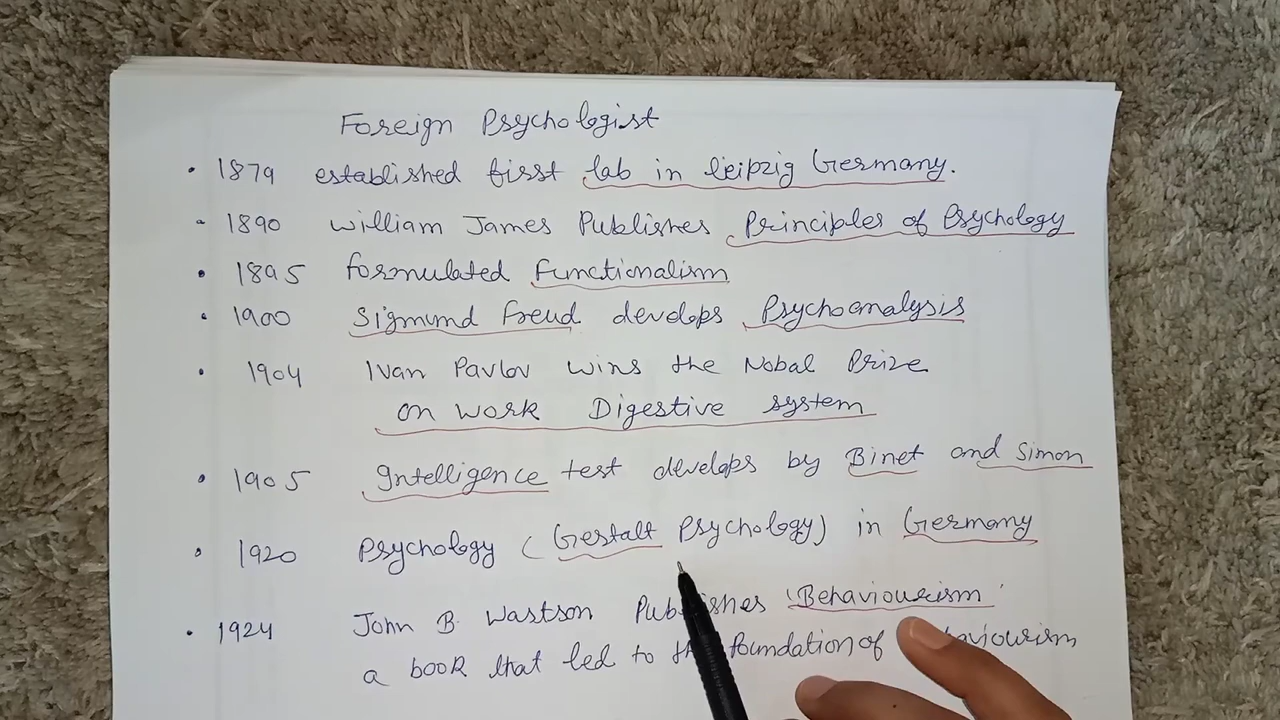 Foreign Psychologist
• 1879 established first lab in leipzig Germany.
• 1890 William James Publishes Principles of Psychology
• 1895 formulated Functionalism
• 1900 Sigmund Freud develops Psychoanalysis
• 1904 Ivan Pavlov wins the Nobal Prize
on work Digestive system
• 1905 Intelligence test develops by Binet and Simon
• 1920 Psychology (Gestalt Psychology) in Germany
• 1924 John B. Wastson Publishes 'Behaviourism'
a book that led to the foundation of